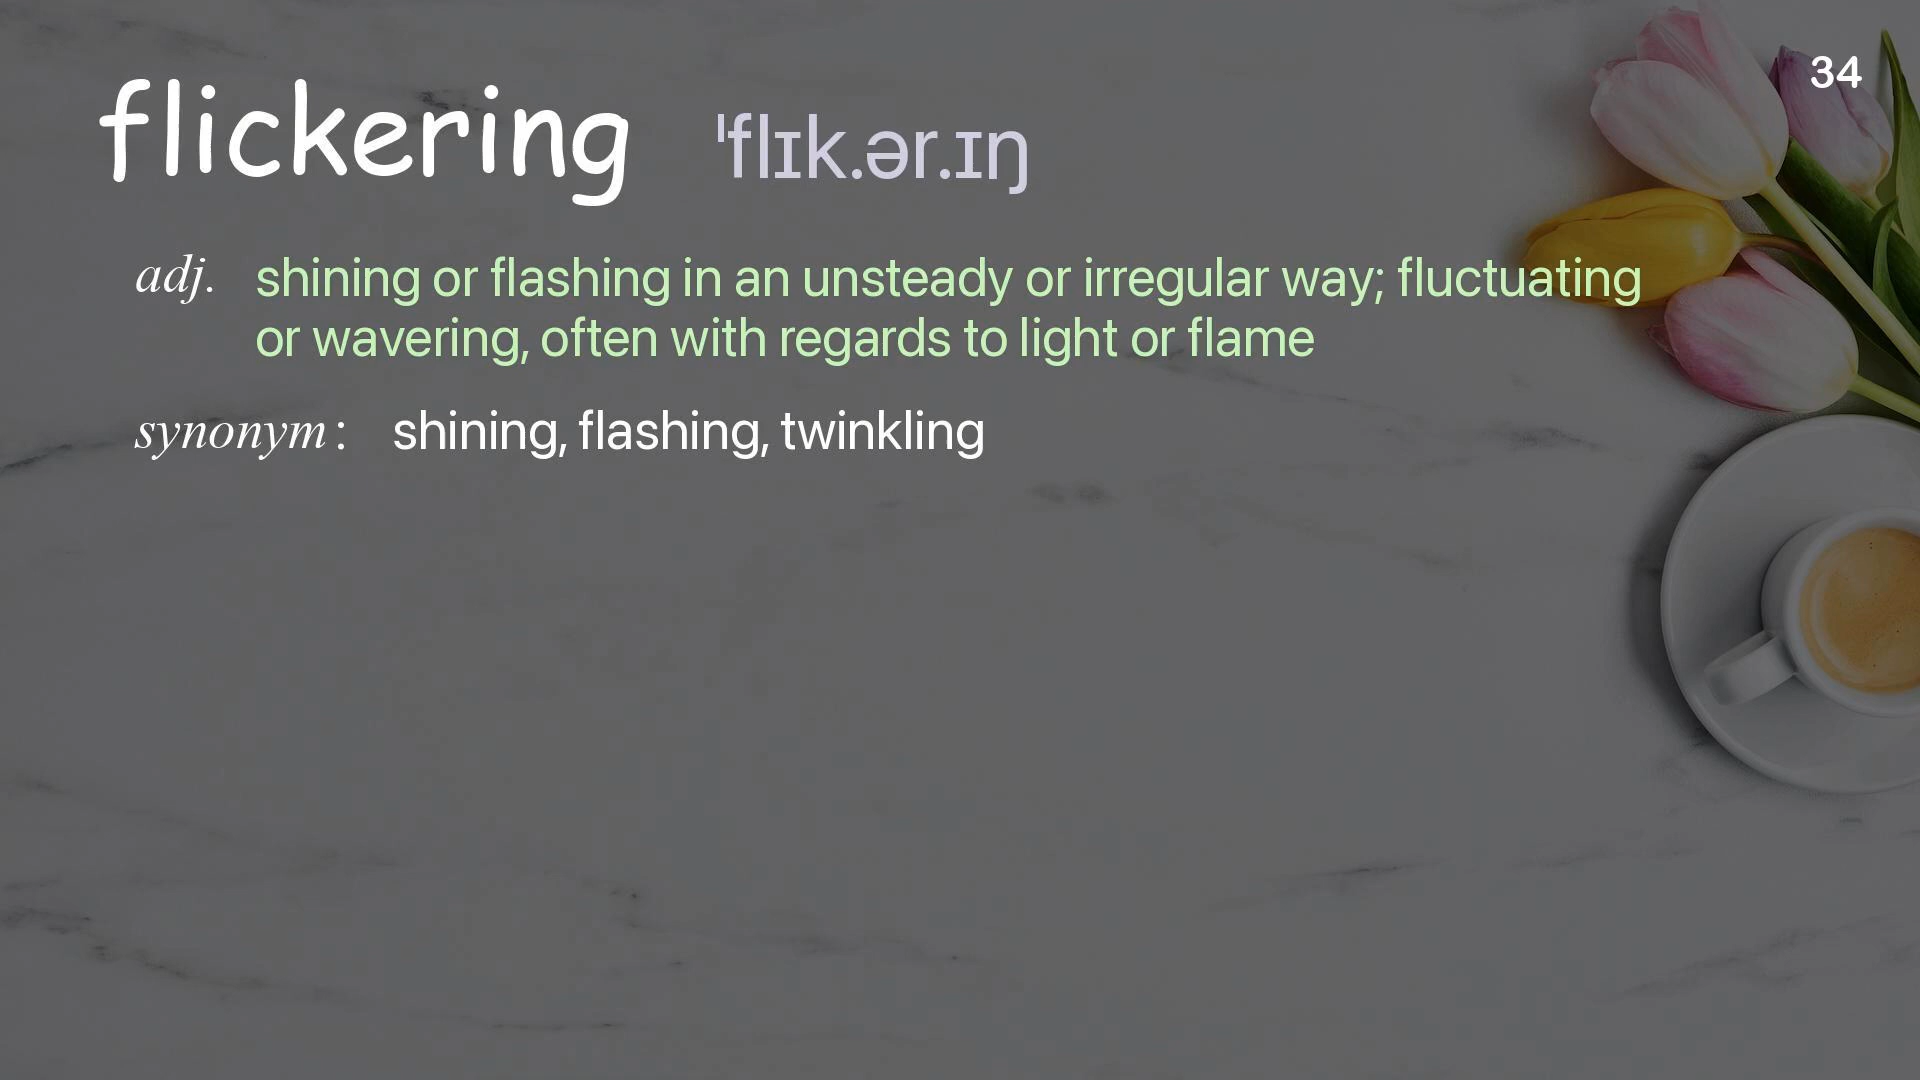 34
flickering ˈflɪk.ər.ɪŋ
adj. shining or flashing in an unsteady or irregular way; fluctuating
or wavering, often with regards to light or flame
synonym: shining, flashing, twinkling